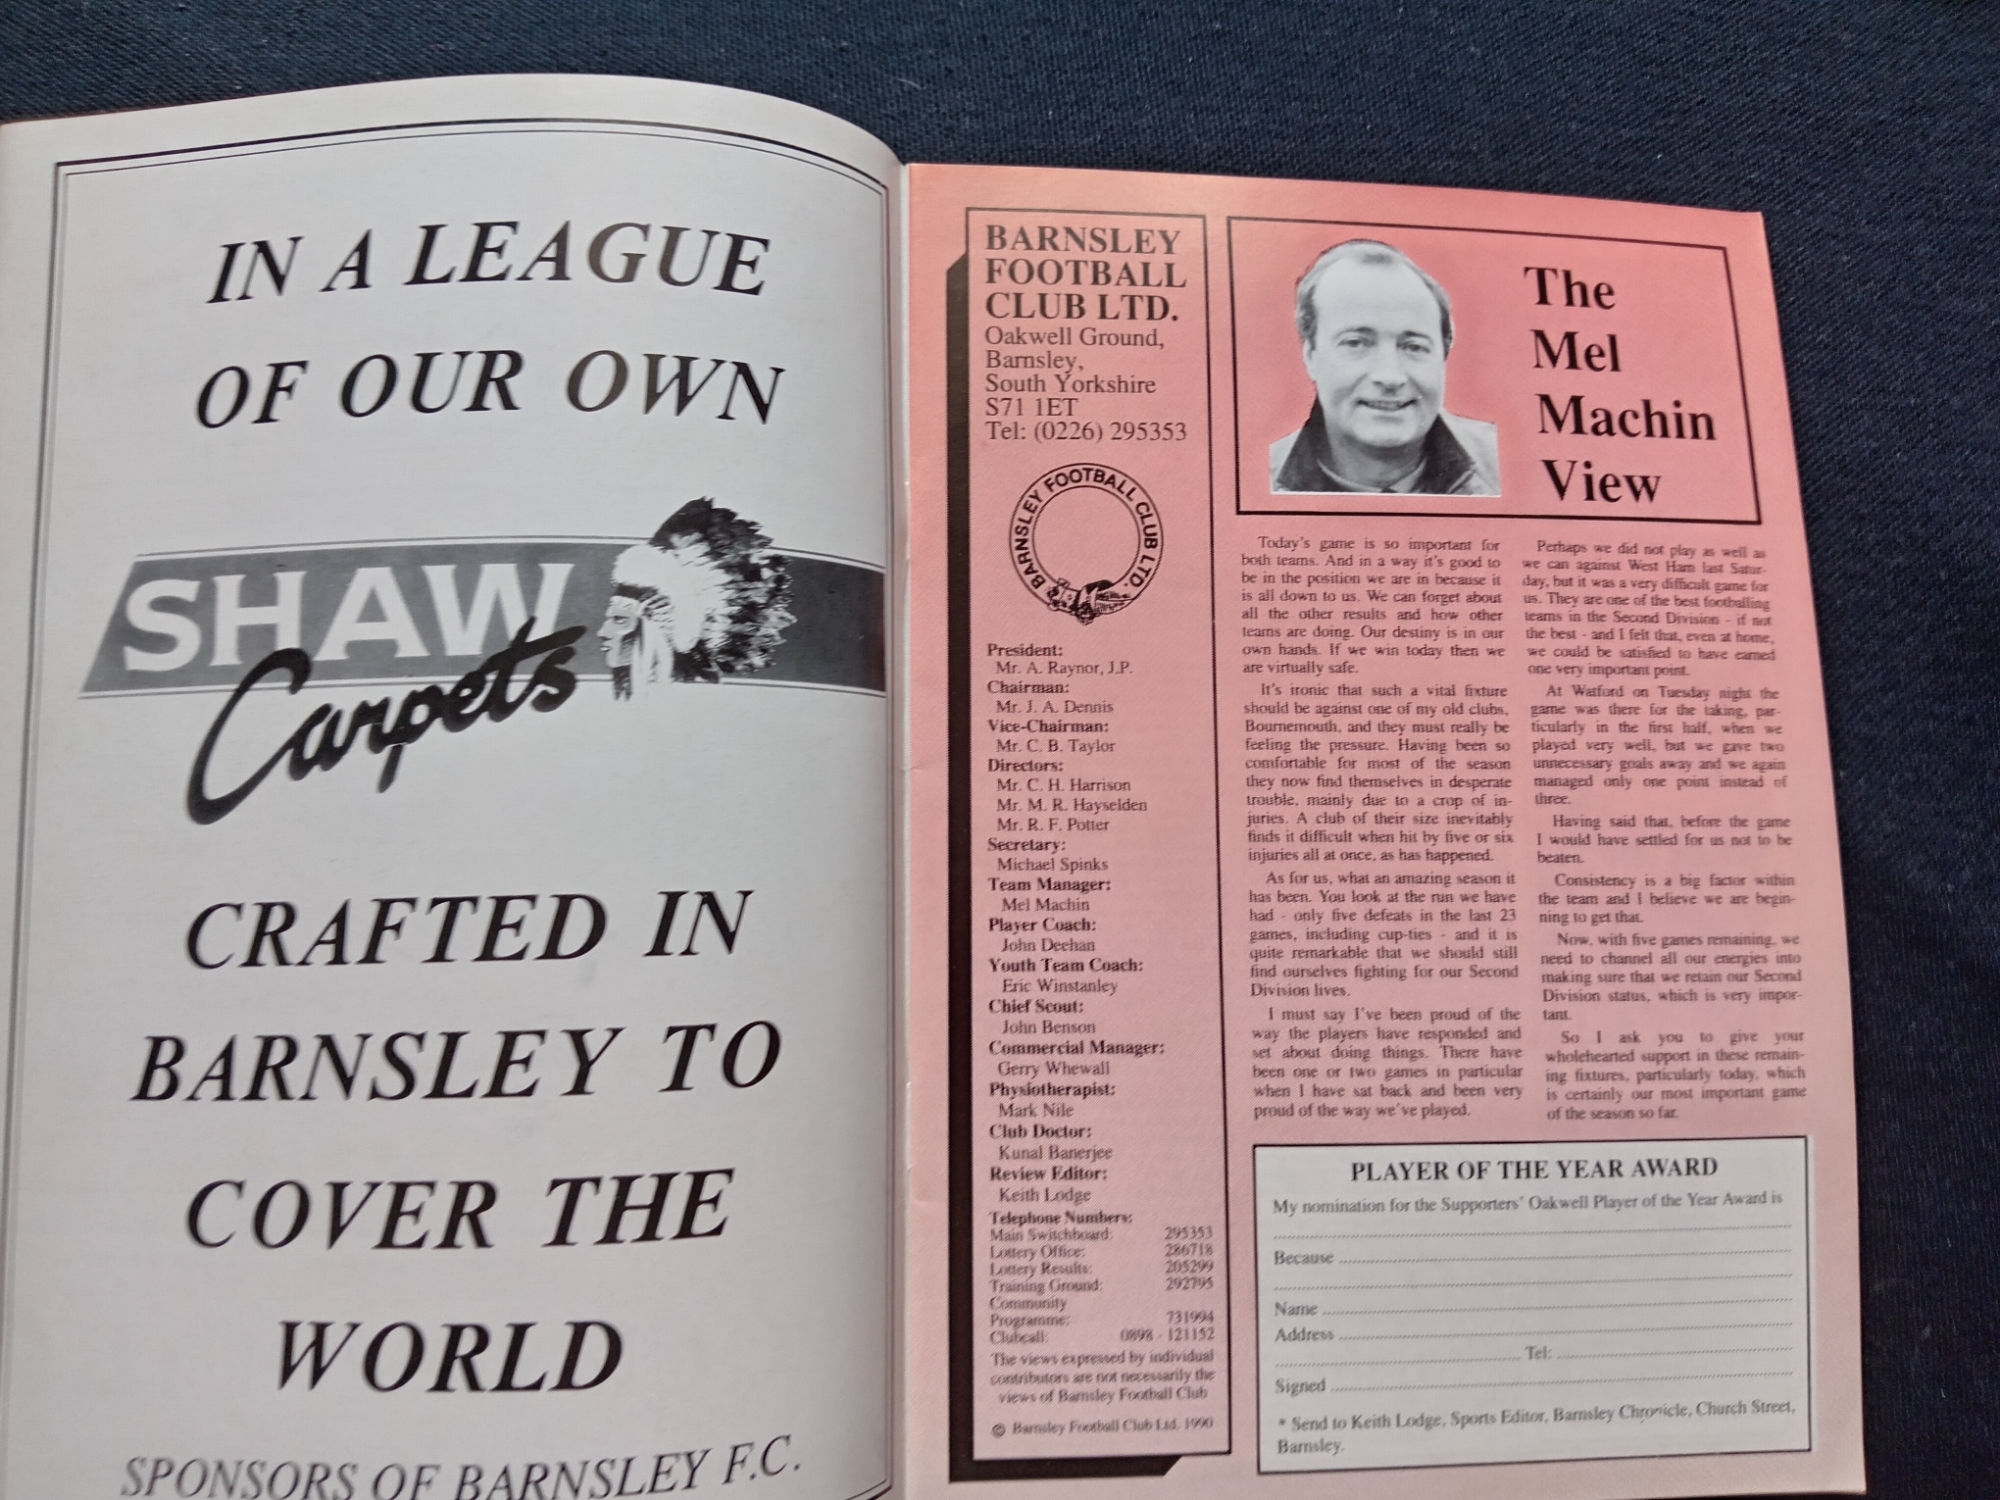 IN A LEAGUE
OF OUR OWN
SHAW
Carpets
CRAFTED IN
BARNSLEY TO
COVER THE
WORLD
SPONSORS OF BARNSLEY F.C.
BARNSLEY
FOOTBALL
CLUB LTD.
Oakwell Ground,
Barnsley,
South Yorkshire
S71 1ET
Tel: (0226) 295353
BARNSLEY FOOTBALL CLUB LTD.
President:
Mr. A. Raynor, J.P.
Chairman:
Mr. J. A. Dennis
Vice-Chairman:
Mr. C. B. Taylor
Directors:
Mr. C. H. Harrison
Mr. M. R. Hayselden
Mr. R. F. Potter
Secretary:
Michael Spinks
Team Manager:
Mel Machin
Player Coach:
John Deehan
Youth Team Coach:
Eric Winstanley
Chief Scout:
John Benson
Commercial Manager:
Gerry Whewall
Physiotherapist:
Mark Nile
Club Doctor:
Kunal Banerjee
Review Editor:
Keith Lodge
Telephone Numbers:
Main Switchboard: 295353
Lottery Office: 286718
Lottery Results: 205299
Training Ground: 292795
Community
Programme: 731994
Clubcall: 0898 - 121152
The views expressed by individual
contributors are not necessarily the
views of Barnsley Football Club
© Barnsley Football Club Ltd. 1990
The
Mel
Machin
View
Today's game is so important for
both teams. And in a way it's good to
be in the position we are in because it
is all down to us. We can forget about
all the other results and how other
teams are doing. Our destiny is in our
own hands. If we win today then we
are virtually safe.
It's ironic that such a vital fixture
should be against one of my old clubs,
Bournemouth, and they must really be
feeling the pressure. Having been so
comfortable for most of the season
they now find themselves in desperate
trouble, mainly due to a crop of in-
juries. A club of their size inevitably
finds it difficult when hit by five or six
injuries all at once, as has happened.
As for us, what an amazing season it
has been. You look at the run we have
had - only five defeats in the last 23
games, including cup-ties - and it is
quite remarkable that we should still
find ourselves fighting for our Second
Division lives.
I must say I've been proud of the
way the players have responded and
set about doing things. There have
been one or two games in particular
when I have sat back and been very
proud of the way we've played.
Perhaps we did not play as well as
we can against West Ham last Satur-
day, but it was a very difficult game for
us. They are one of the best footballing
teams in the Second Division - if not
the best - and I felt that, even at home,
we could be satisfied to have earned
one very important point.
At Watford on Tuesday night the
game was there for the taking, par-
ticularly in the first half, when we
played very well, but we gave two
unnecessary goals away and we again
managed only one point instead of
three.
Having said that, before the game
I would have settled for us not to be
beaten.
Consistency is a big factor within
the team and I believe we are begin-
ning to get that.
Now, with five games remaining, we
need to channel all our energies into
making sure that we retain our Second
Division status, which is very impor-
tant.
So I ask you to give your
wholehearted support in these remain-
ing fixtures, particularly today, which
is certainly our most important game
of the season so far.
PLAYER OF THE YEAR AWARD
My nomination for the Supporters' Oakwell Player of the Year Award is
Because
Name
Address
Tel:
Signed
* Send to Keith Lodge, Sports Editor, Barnsley Chronicle, Church Street,
Barnsley.